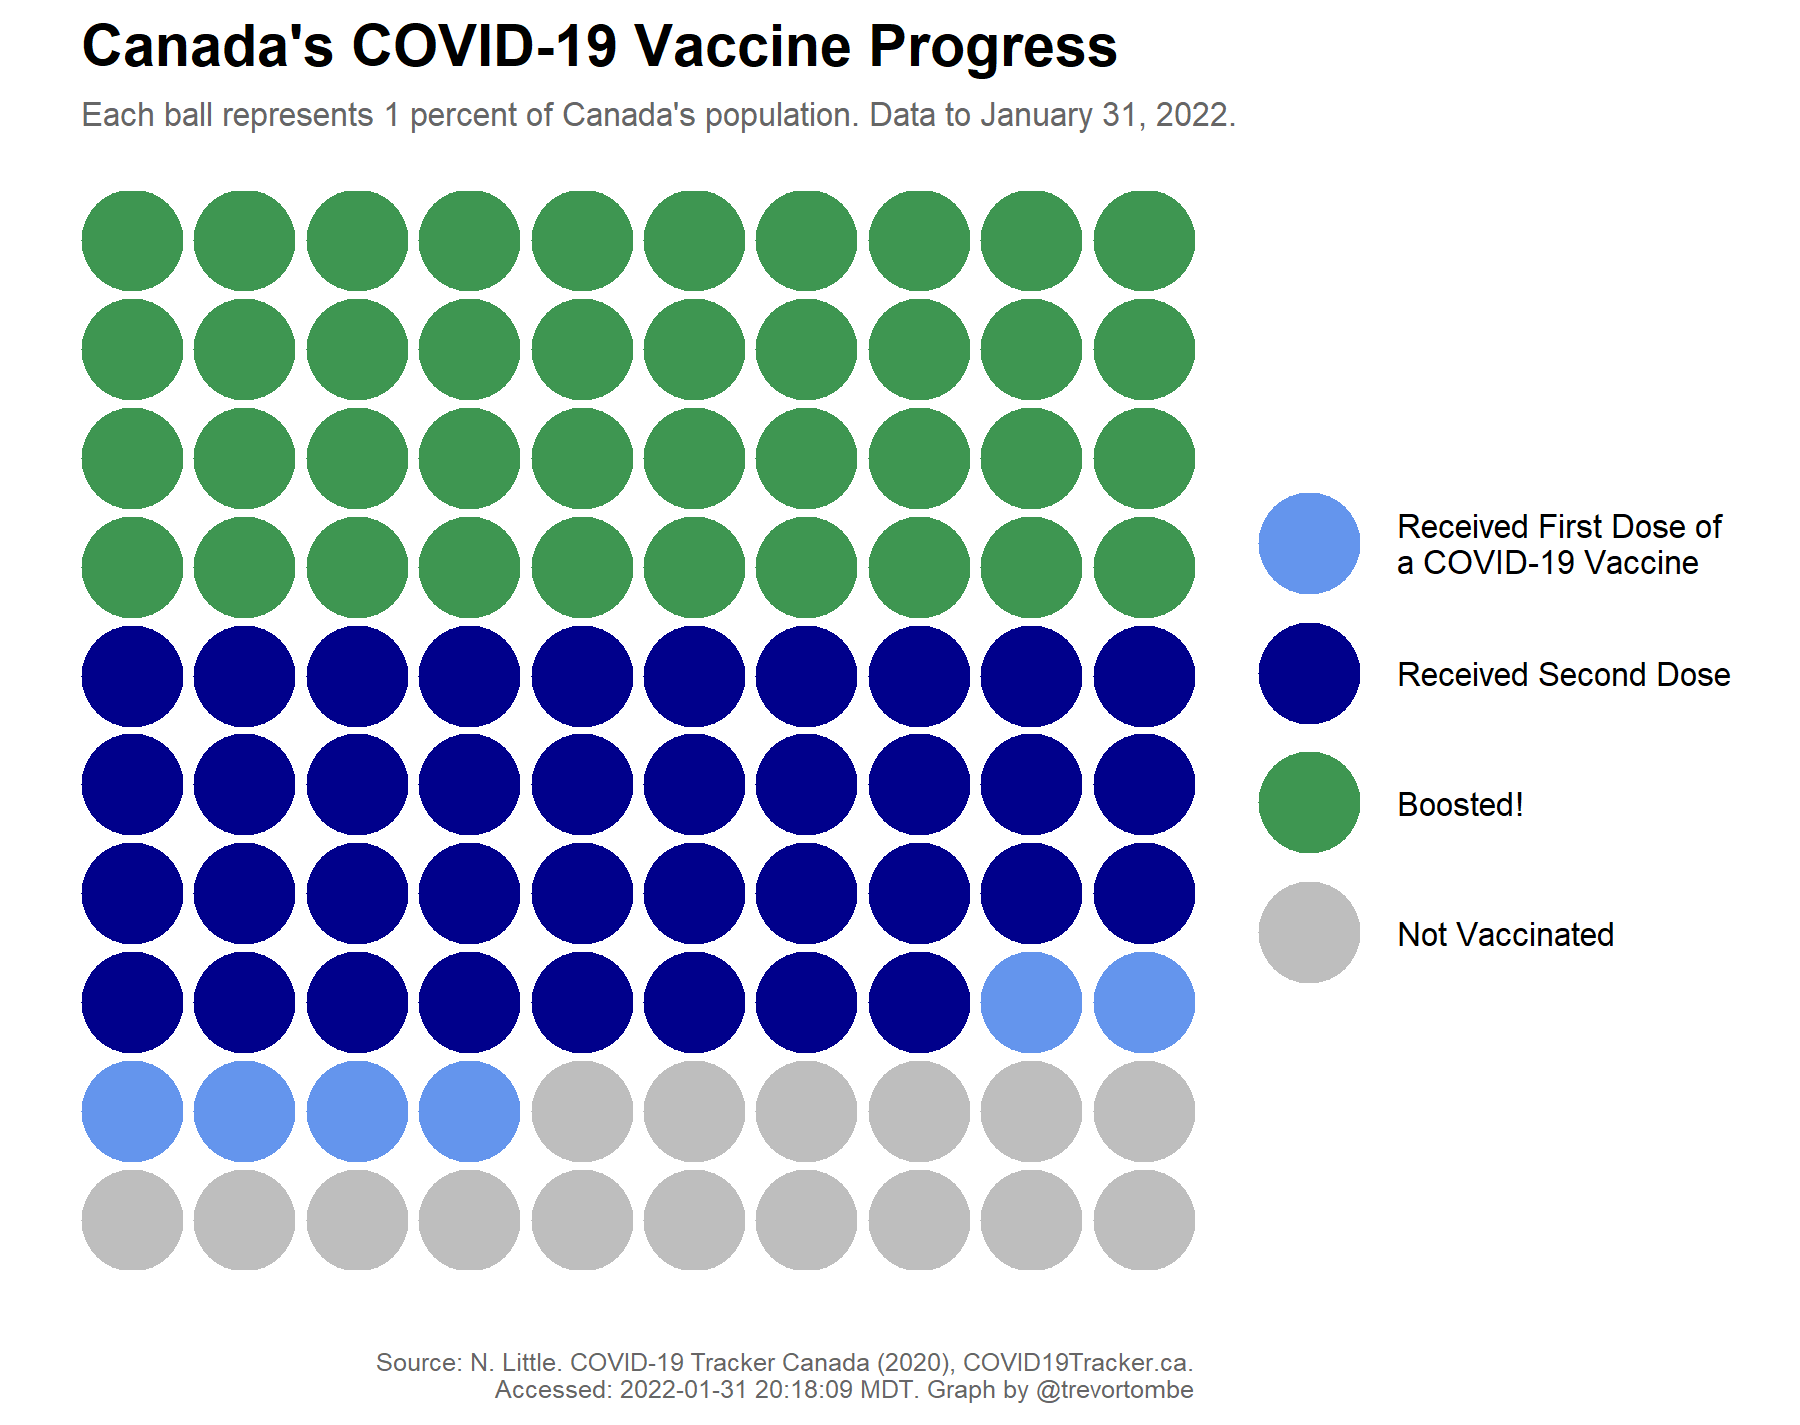 Canada's COVID-19 Vaccine Progress
Each ball represents 1 percent of Canada's population. Data to January 31, 2022.
Received First Dose of
a COVID-19 Vaccine
Received Second Dose
Boosted!
Not Vaccinated
Source: N. Little. COVID-19 Tracker Canada (2020), COVID19Tracker.ca.
Accessed: 2022-01-31 20:18:09 MDT. Graph by @trevortombe